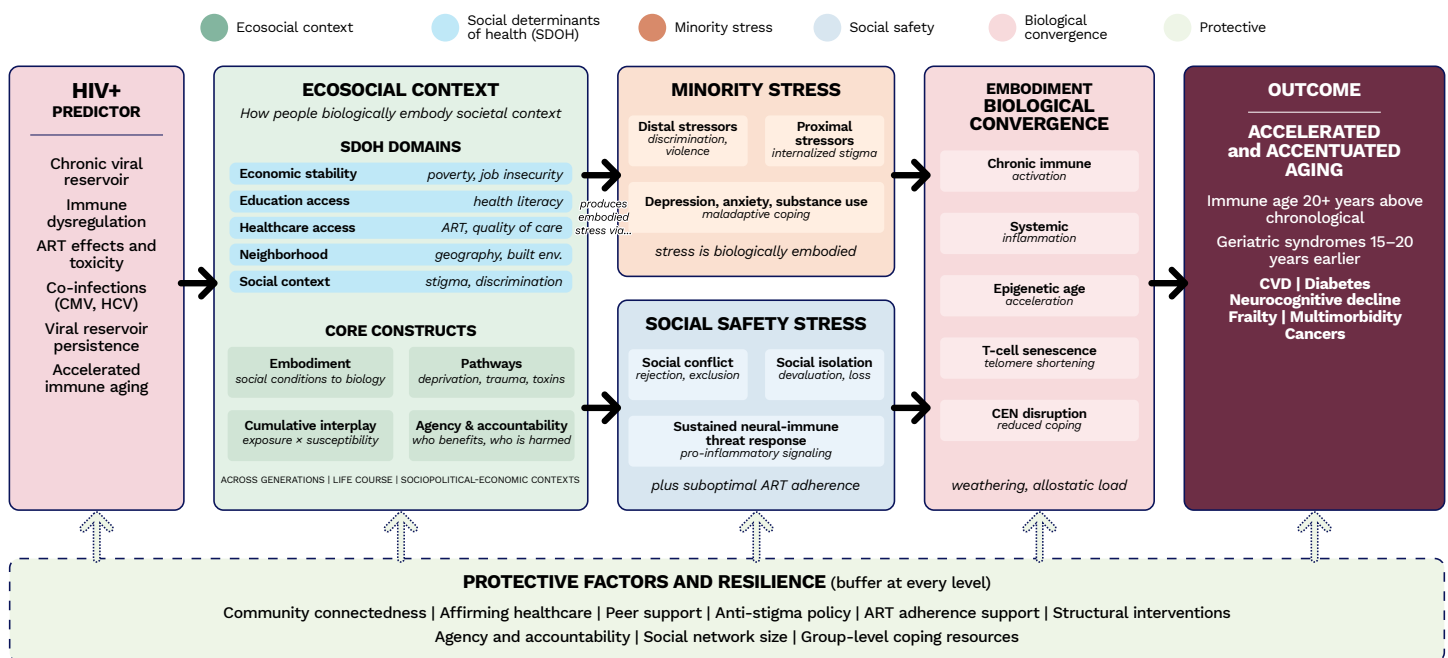 Ecosocial context
Social determinants
of health (SDOH)
Minority stress
Social safety
Biological
convergence
Protective
HIV+
PREDICTOR
Chronic viral
reservoir
Immune
dysregulation
ART effects and
toxicity
Co-infections
(CMV, HCV)
Viral reservoir
persistence
Accelerated
immune aging
ECOSOCIAL CONTEXT
How people biologically embody societal context
SDOH DOMAINS
Economic stability poverty, job insecurity
Education access health literacy
Healthcare access ART, quality of care
Neighborhood geography, built env.
Social context stigma, discrimination
CORE CONSTRUCTS
Embodiment
social conditions to biology
Pathways
deprivation, trauma, toxins
Cumulative interplay
exposure × susceptibility
Agency & accountability
who benefits, who is harmed
ACROSS GENERATIONS | LIFE COURSE | SOCIOPOLITICAL-ECONOMIC CONTEXTS
produces
embodied
stress via...
MINORITY STRESS
Distal stressors
discrimination,
violence
Proximal
stressors
internalized stigma
Depression, anxiety, substance use
maladaptive coping
stress is biologically embodied
SOCIAL SAFETY STRESS
Social conflict
rejection, exclusion
Social isolation
devaluation, loss
Sustained neural-immune
threat response
pro-inflammatory signaling
plus suboptimal ART adherence
EMBODIMENT
BIOLOGICAL
CONVERGENCE
Chronic immune
activation
Systemic
inflammation
Epigenetic age
acceleration
T-cell senescence
telomere shortening
CEN disruption
reduced coping
weathering, allostatic load
OUTCOME
ACCELERATED
and ACCENTUATED
AGING
Immune age 20+ years above
chronological
Geriatric syndromes 15–20
years earlier
CVD | Diabetes
Neurocognitive decline
Frailty | Multimorbidity
Cancers
PROTECTIVE FACTORS AND RESILIENCE (buffer at every level)
Community connectedness | Affirming healthcare | Peer support | Anti-stigma policy | ART adherence support | Structural interventions
Agency and accountability | Social network size | Group-level coping resources